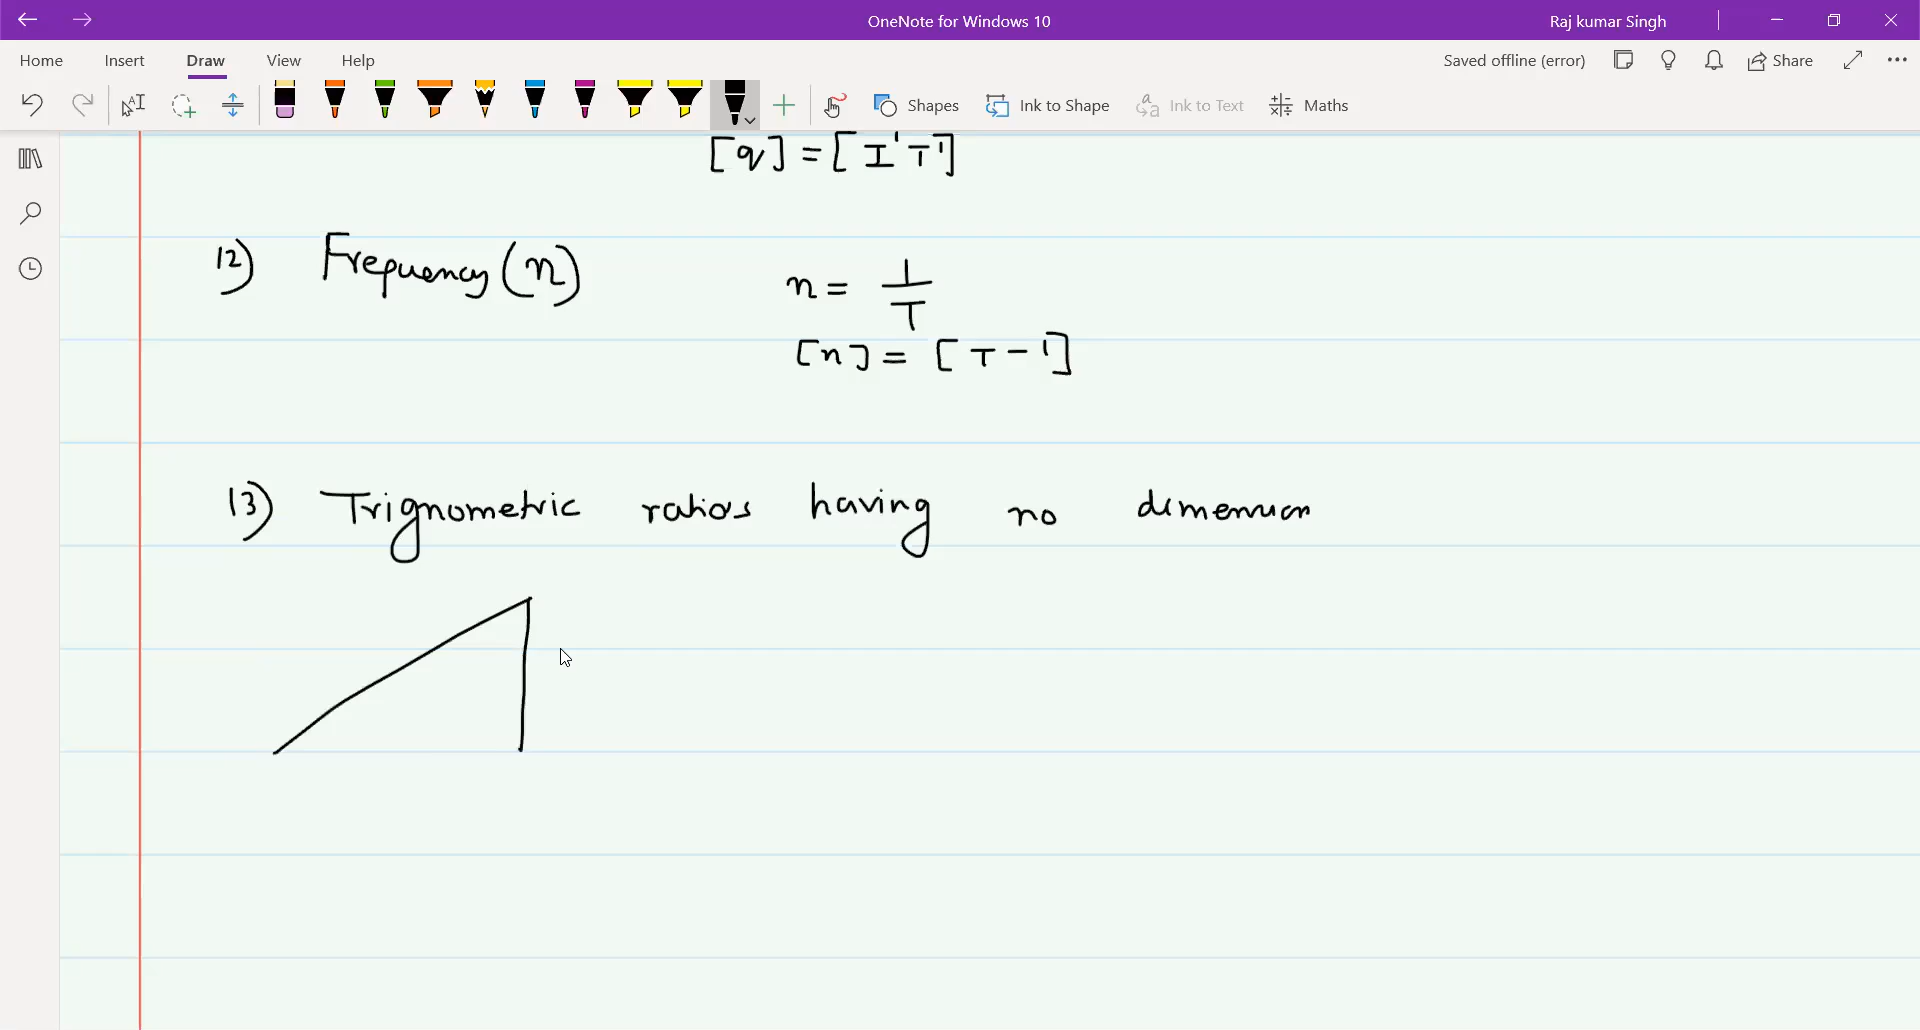 OneNote for Windows 10
Raj kumar Singh
Home Insert Draw View Help
Saved offline (error) Share
Shapes Ink to Shape Ink to Text Maths
[q] = [I¹T¹]
12) Frequency (n)
n = 1/T
[n] = [T-1]
13) Trignometric ratios having no dimension